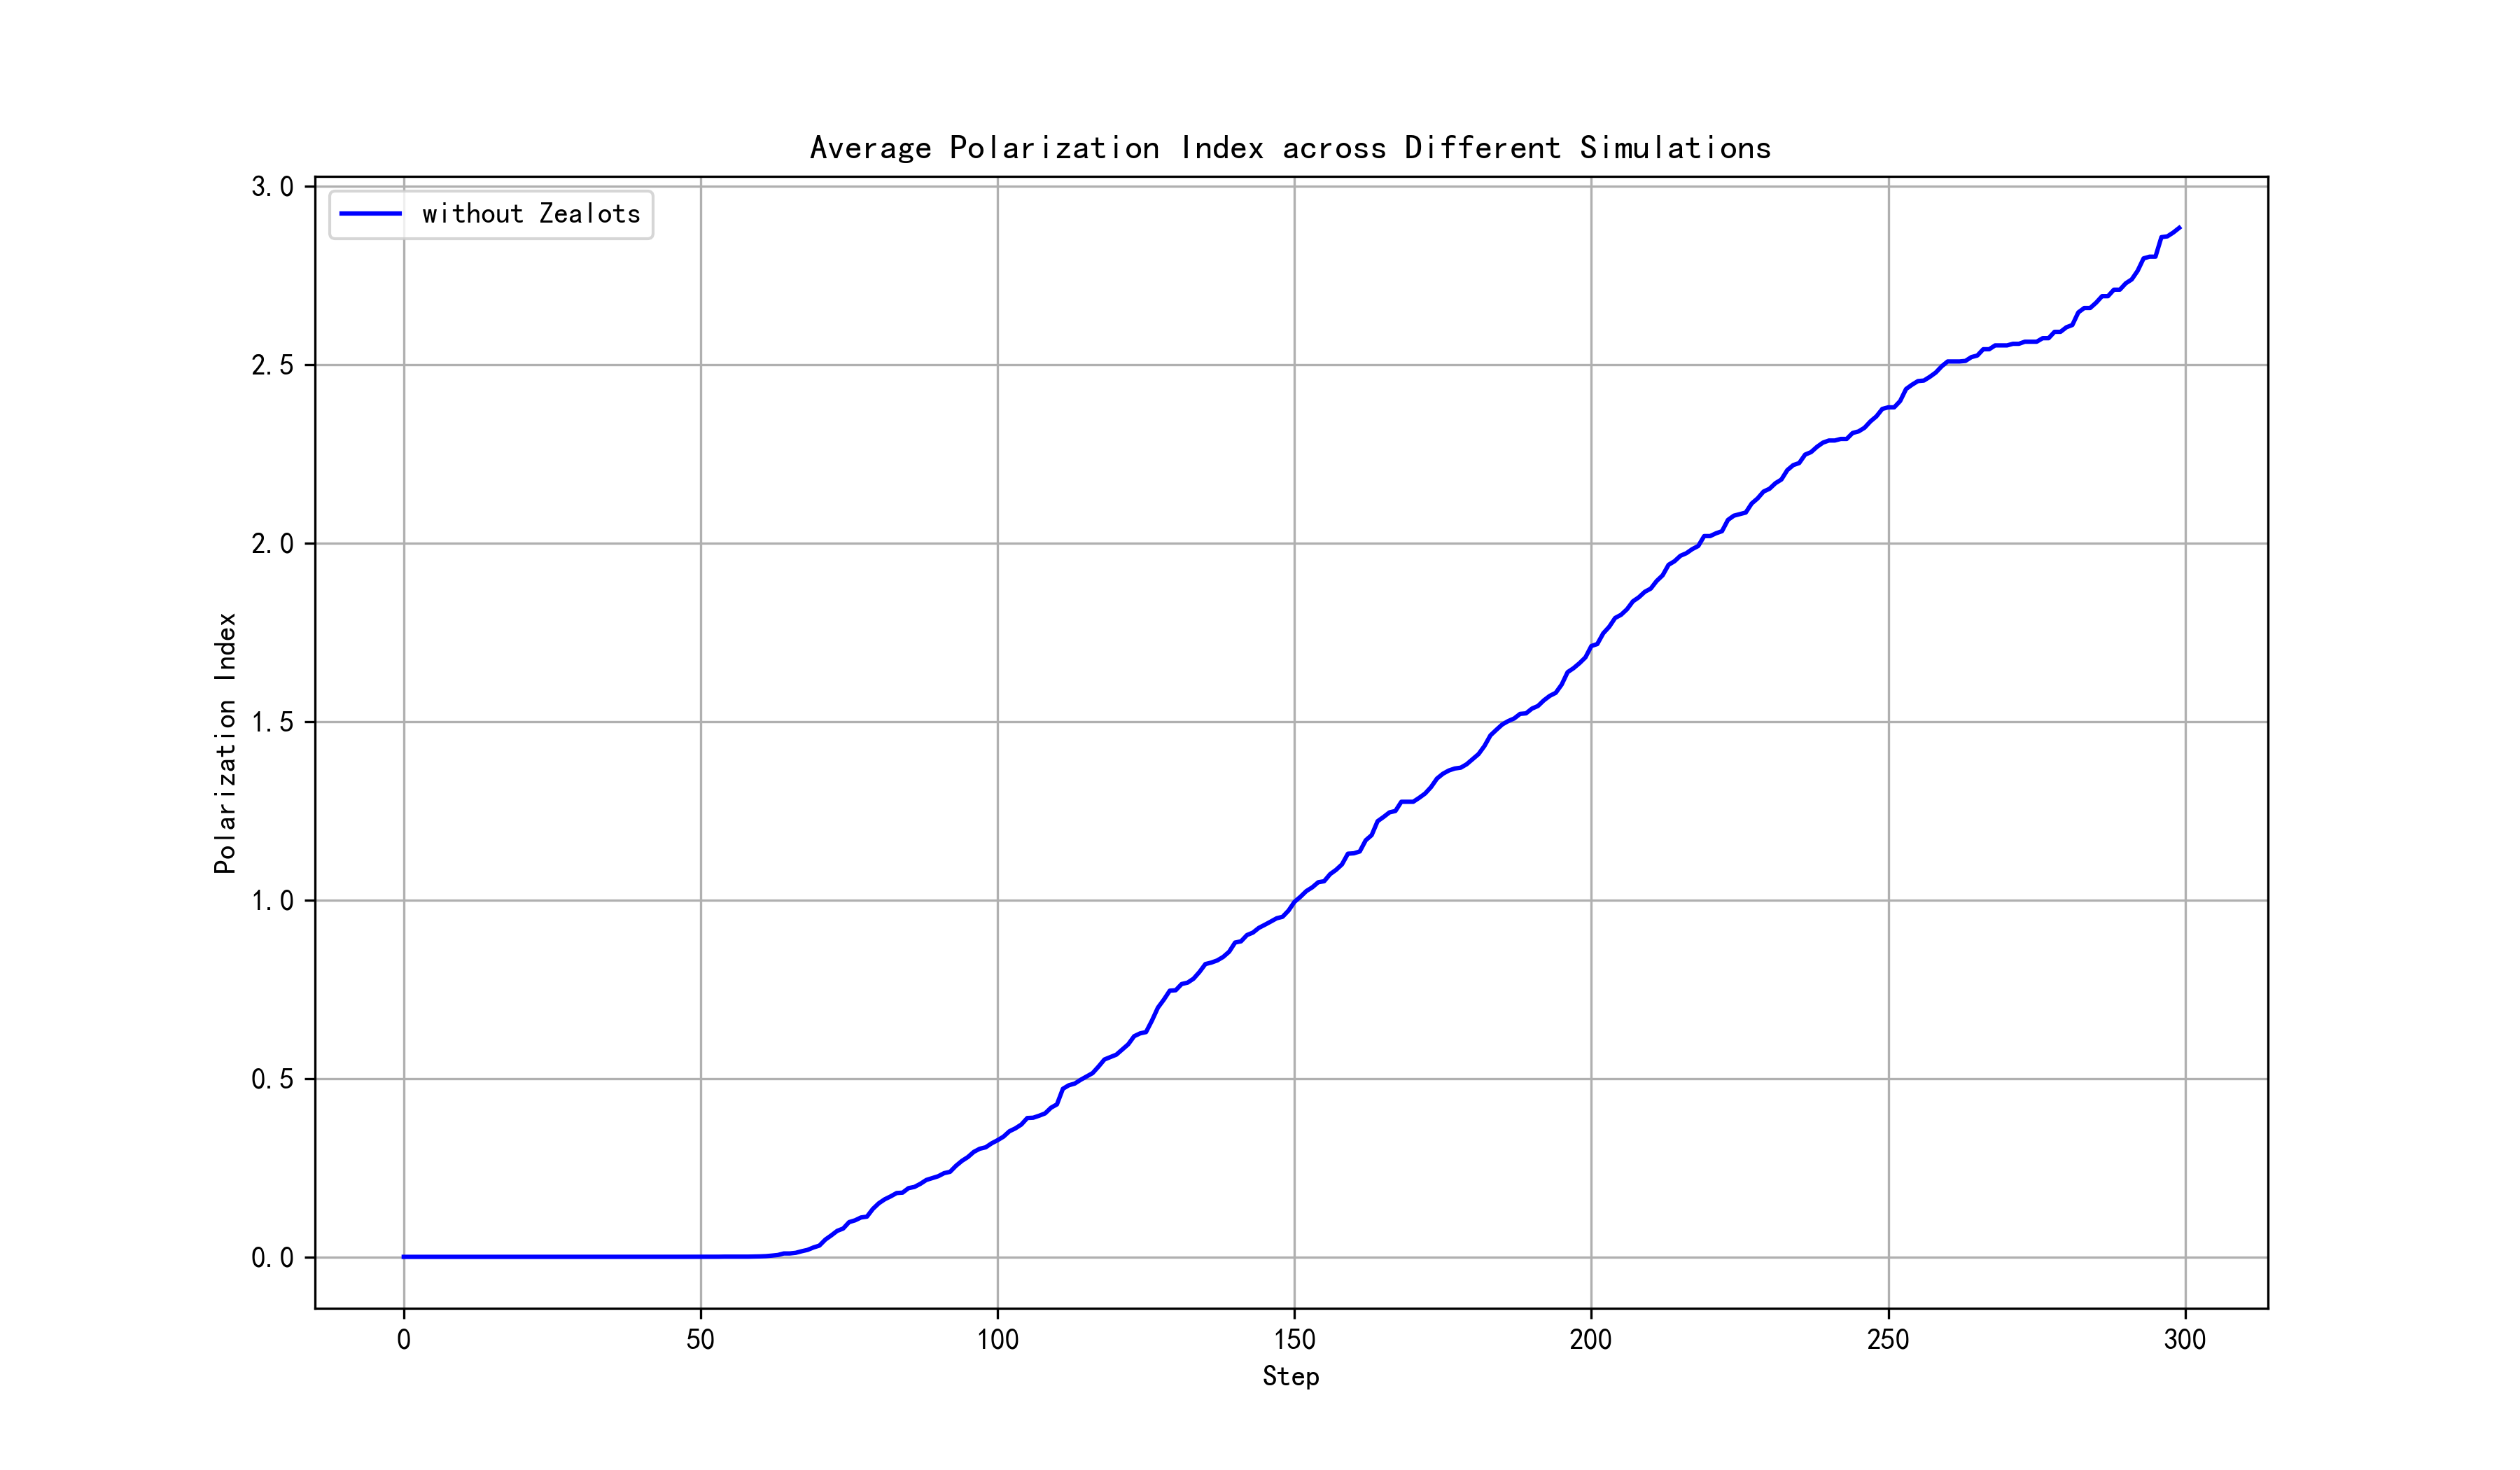 Average Polarization Index across Different Simulations
without Zealots
3.0
2.5
2.0
1.5
1.0
0.5
0.0
Polarization Index
0 50 100 150 200 250 300
Step